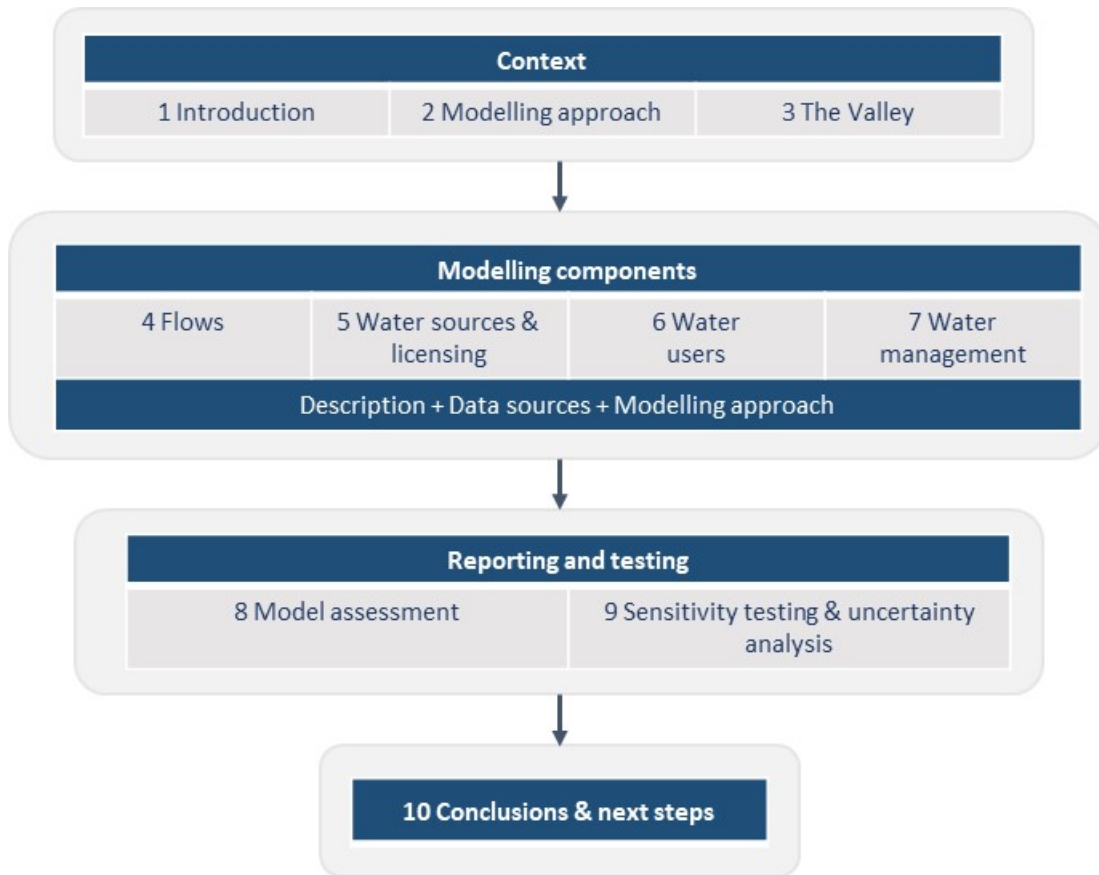 Context
1 Introduction
2 Modelling approach
3 The Valley
Modelling components
4 Flows
5 Water sources &
licensing
6 Water
users
7 Water
management
Description + Data sources + Modelling approach
Reporting and testing
8 Model assessment
9 Sensitivity testing & uncertainty
analysis
10 Conclusions & next steps